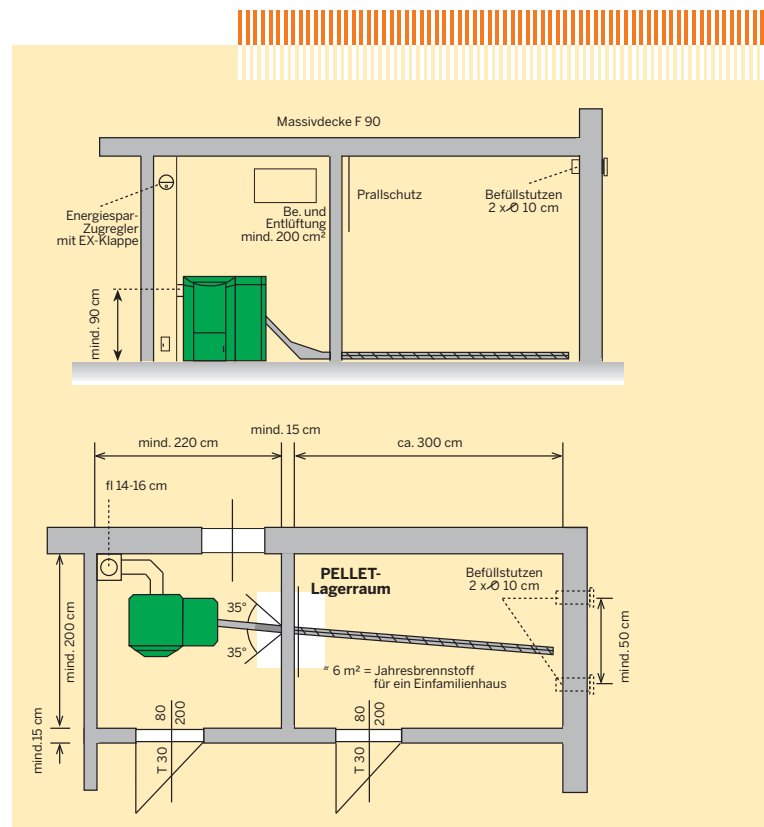 Massivdecke F 90
Prallschutz
Befüllstutzen
2 x Ø 10 cm
Energiespar-
Zugregler
mit EX-Klappe
Be. und
Entlüftung
mind. 200 cm²
mind. 90 cm
mind. 15 cm
mind. 220 cm
ca. 300 cm
fl 14-16 cm
PELLET-
Lagerraum
Befüllstutzen
2 x Ø 10 cm
35°
35°
mind. 200 cm
mind. 50 cm
≈ 6 m² = Jahresbrennstoff
für ein Einfamilienhaus
mind.15 cm
80
200
T 30
80
200
T 30